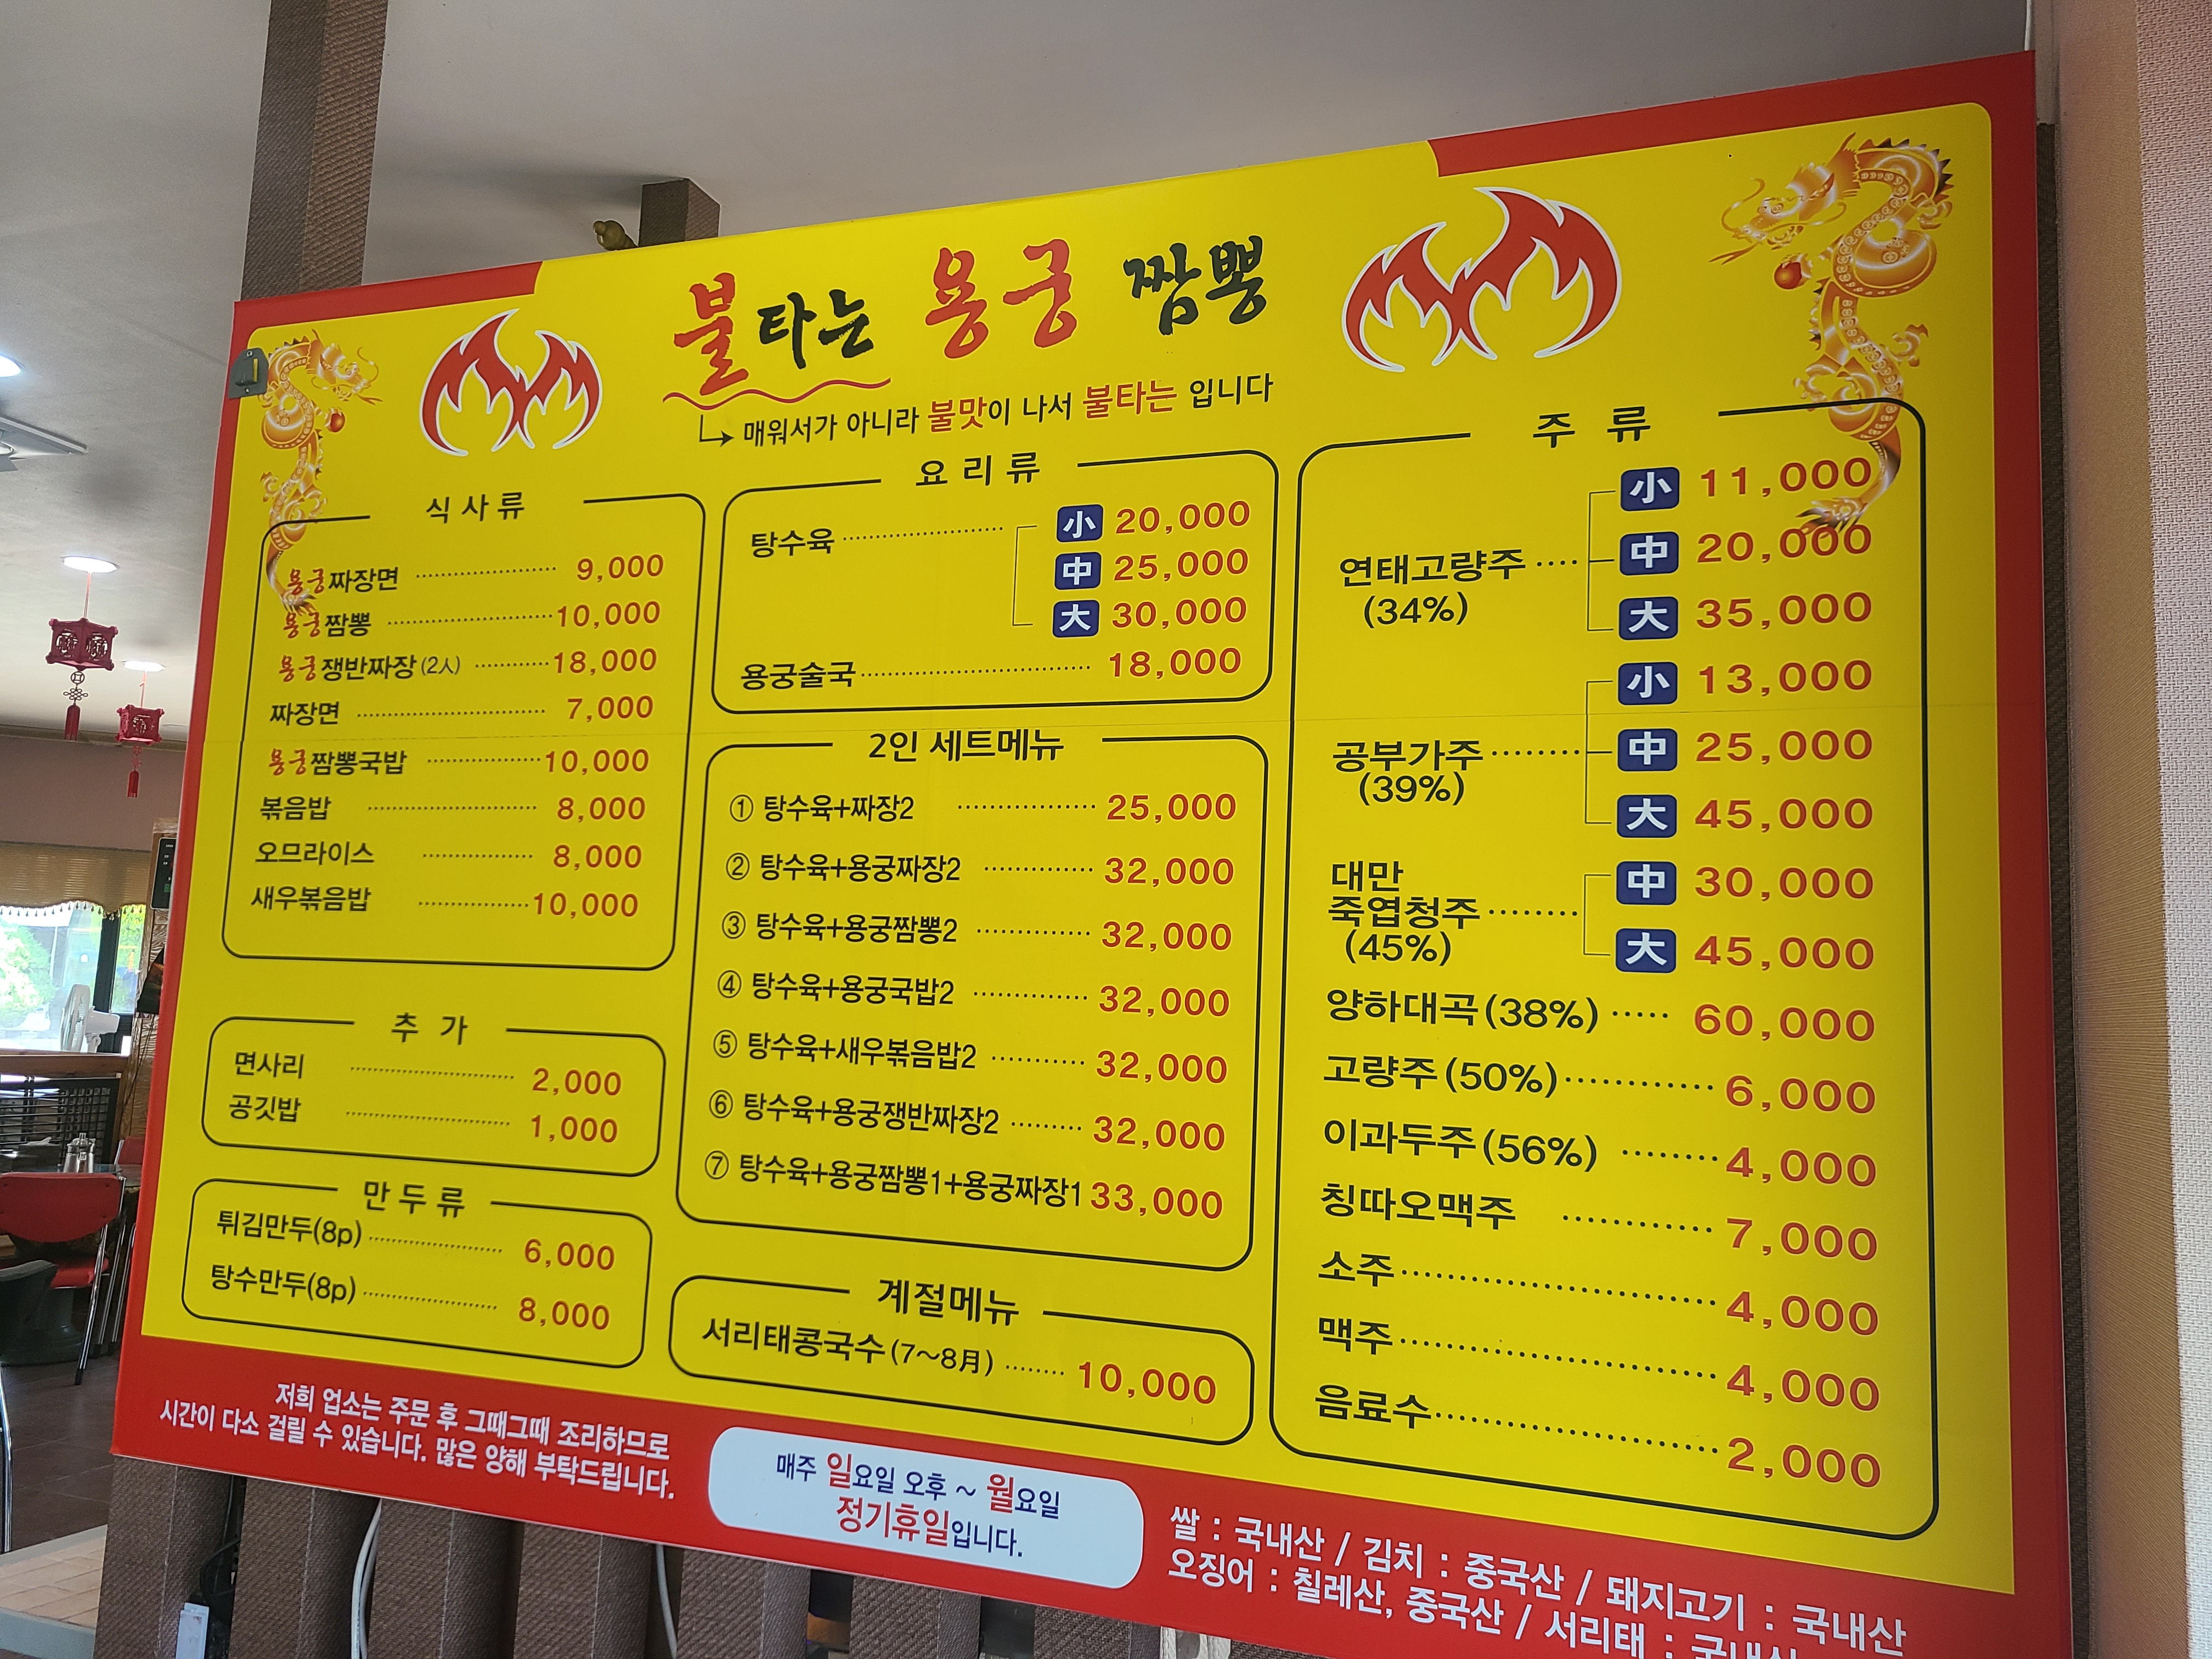 불타는 용궁 짬뽕
매워서가 아니라 불맛이 나서 불타는 입니다
식사류
용궁짜장면 9,000
용궁짬뽕 10,000
용궁쟁반짜장(2人) 18,000
짜장면 7,000
용궁짬뽕국밥 10,000
볶음밥 8,000
오므라이스 8,000
새우볶음밥 10,000
추가
면사리 2,000
공깃밥 1,000
만두류
튀김만두(8p) 6,000
탕수만두(8p) 8,000
요리류
탕수육 小 20,000
中 25,000
大 30,000
용궁술국 18,000
2인 세트메뉴
① 탕수육+짜장2 25,000
② 탕수육+용궁짜장2 32,000
③ 탕수육+용궁짬뽕2 32,000
④ 탕수육+용궁국밥2 32,000
⑤ 탕수육+새우볶음밥2 32,000
⑥ 탕수육+용궁쟁반짜장2 32,000
⑦ 탕수육+용궁짬뽕1+용궁짜장1 33,000
계절메뉴
서리태콩국수 (7~8月) 10,000
주류
小 11,000
연태고량주 中 20,000
(34%) 大 35,000
小 13,000
공부가주 中 25,000
(39%) 大 45,000
대만 中 30,000
죽엽청주
(45%) 大 45,000
양하대곡 (38%) 60,000
고량주 (50%) 6,000
이과두주 (56%) 4,000
칭따오맥주 7,000
소주 4,000
맥주 4,000
음료수 2,000
저희 업소는 주문 후 그때그때 조리하므로
시간이 다소 걸릴 수 있습니다. 많은 양해 부탁드립니다.
매주 일요일 오후 ~ 월요일
정기휴일입니다.
쌀 : 국내산 / 김치 : 중국산 / 돼지고기 : 국내산
오징어 : 칠레산, 중국산 / 서리태 : 국내산